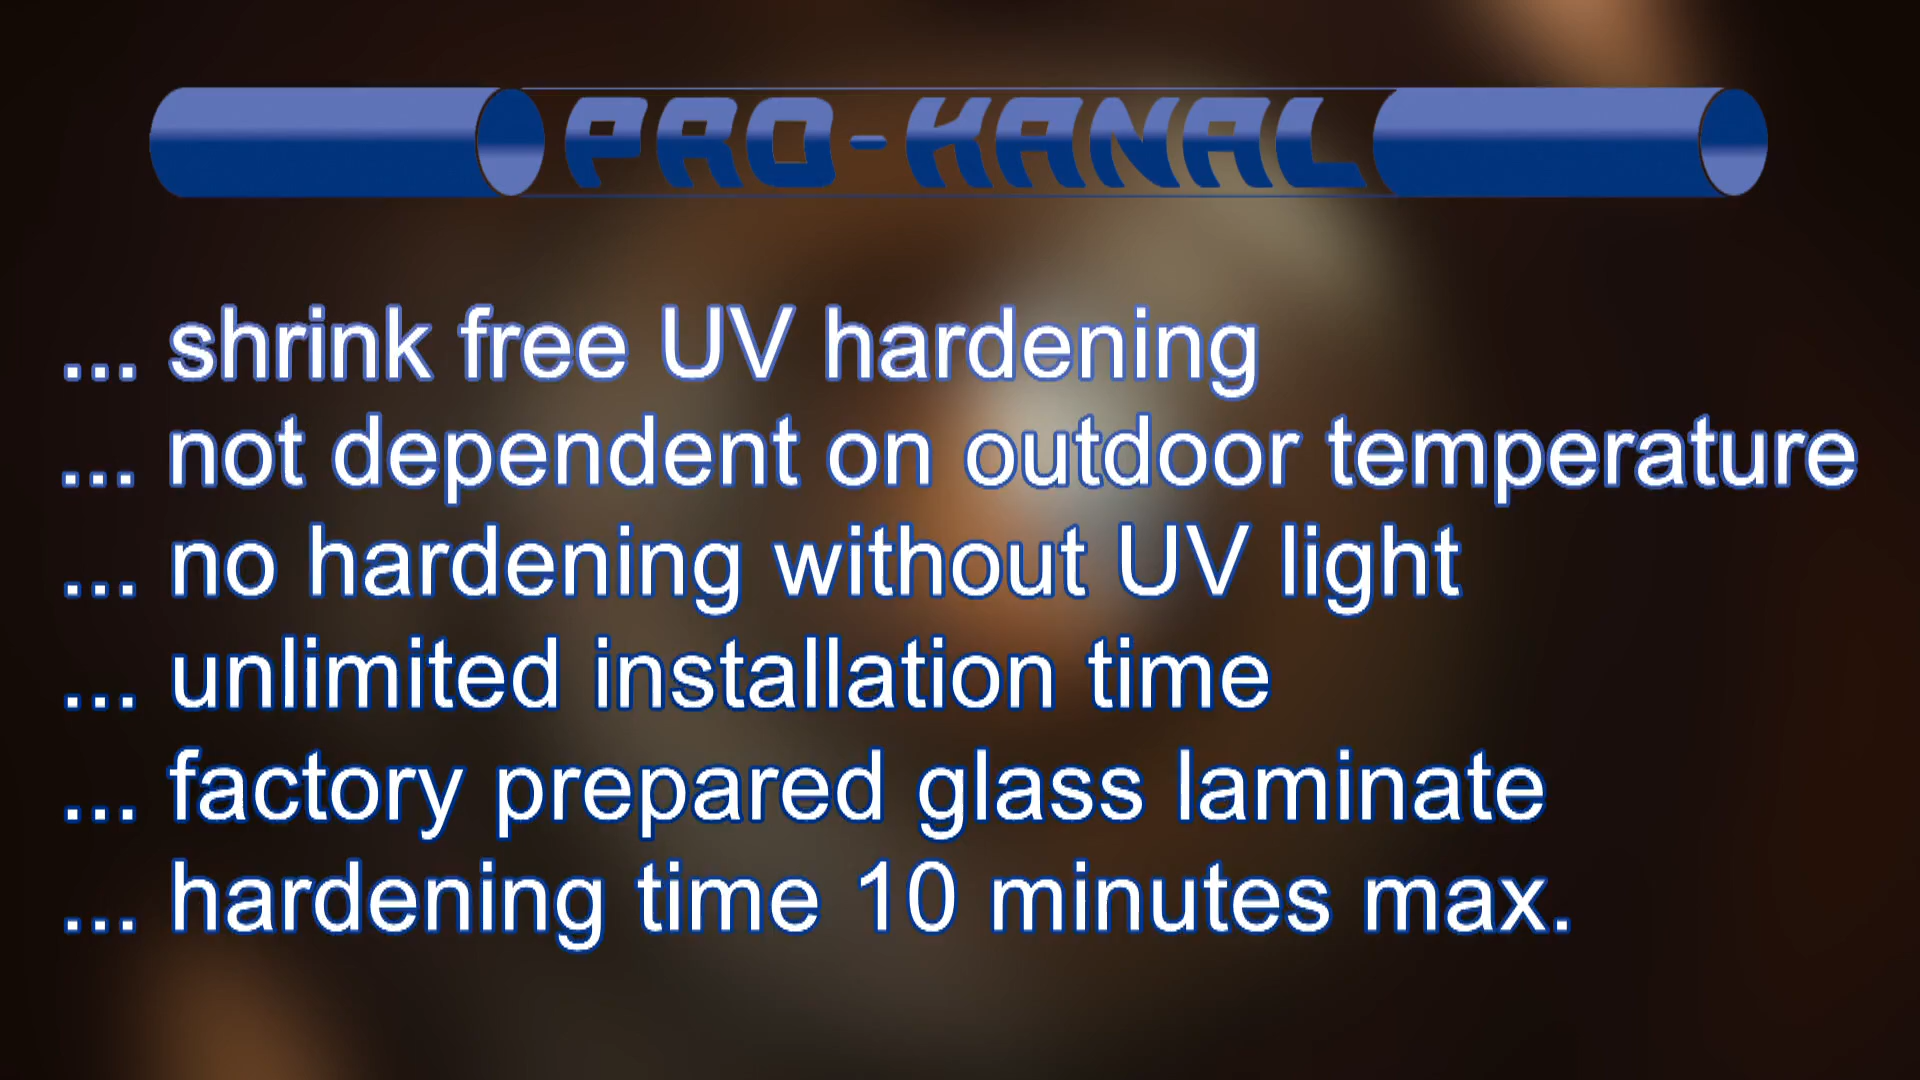 PRO-KANAL
... shrink free UV hardening
... not dependent on outdoor temperature
... no hardening without UV light
... unlimited installation time
... factory prepared glass laminate
... hardening time 10 minutes max.